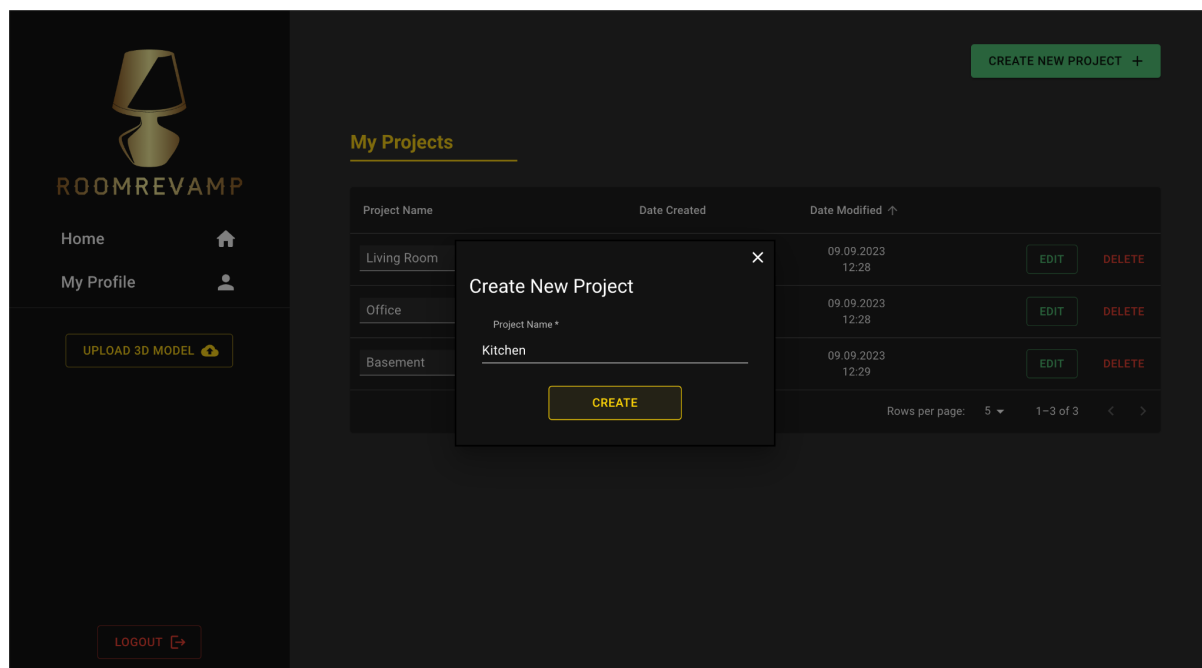 ROOMREVAMP
Home
My Profile
UPLOAD 3D MODEL
LOGOUT
CREATE NEW PROJECT +
My Projects
Project Name Date Created Date Modified ↑
Living Room 09.09.2023 EDIT DELETE
12:28
Office 09.09.2023 EDIT DELETE
12:28
Basement 09.09.2023 EDIT DELETE
12:29
Rows per page: 5 1–3 of 3 < >
Create New Project
Project Name *
Kitchen
CREATE